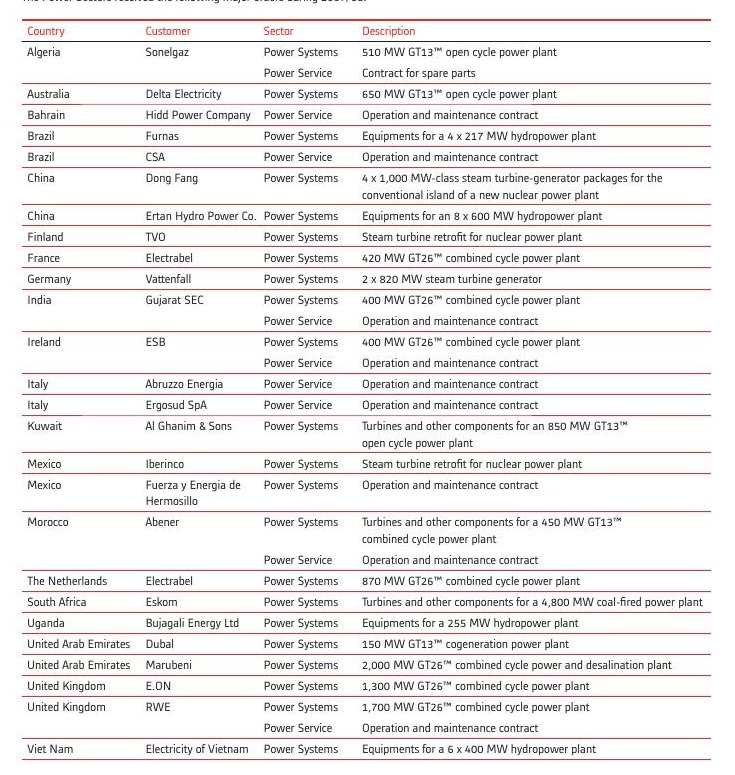 Country Customer Sector Description
Algeria Sonelgaz Power Systems 510 MW GT13™ open cycle power plant
Power Service Contract for spare parts
Australia Delta Electricity Power Systems 650 MW GT13™ open cycle power plant
Bahrain Hidd Power Company Power Service Operation and maintenance contract
Brazil Furnas Power Systems Equipments for a 4 x 217 MW hydropower plant
Brazil CSA Power Service Operation and maintenance contract
China Dong Fang Power Systems 4 x 1,000 MW-class steam turbine-generator packages for the
conventional island of a new nuclear power plant
China Ertan Hydro Power Co. Power Systems Equipments for an 8 x 600 MW hydropower plant
Finland TVO Power Systems Steam turbine retrofit for nuclear power plant
France Electrabel Power Systems 420 MW GT26™ combined cycle power plant
Germany Vattenfall Power Systems 2 x 820 MW steam turbine generator
India Gujarat SEC Power Systems 400 MW GT26™ combined cycle power plant
Power Service Operation and maintenance contract
Ireland ESB Power Systems 400 MW GT26™ combined cycle power plant
Power Service Operation and maintenance contract
Italy Abruzzo Energia Power Service Operation and maintenance contract
Italy Ergosud SpA Power Service Operation and maintenance contract
Kuwait Al Ghanim & Sons Power Systems Turbines and other components for an 850 MW GT13™
open cycle power plant
Mexico Iberinco Power Systems Steam turbine retrofit for nuclear power plant
Mexico Fuerza y Energia de Power Systems Operation and maintenance contract
Hermosillo
Morocco Abener Power Systems Turbines and other components for a 450 MW GT13™
combined cycle power plant
Power Service Operation and maintenance contract
The Netherlands Electrabel Power Systems 870 MW GT26™ combined cycle power plant
South Africa Eskom Power Systems Turbines and other components for a 4,800 MW coal-fired power plant
Uganda Bujagali Energy Ltd Power Systems Equipments for a 255 MW hydropower plant
United Arab Emirates Dubal Power Systems 150 MW GT13™ cogeneration power plant
United Arab Emirates Marubeni Power Systems 2,000 MW GT26™ combined cycle power and desalination plant
United Kingdom E.ON Power Systems 1,300 MW GT26™ combined cycle power plant
United Kingdom RWE Power Systems 1,700 MW GT26™ combined cycle power plant
Power Service Operation and maintenance contract
Viet Nam Electricity of Vietnam Power Systems Equipments for a 6 x 400 MW hydropower plant